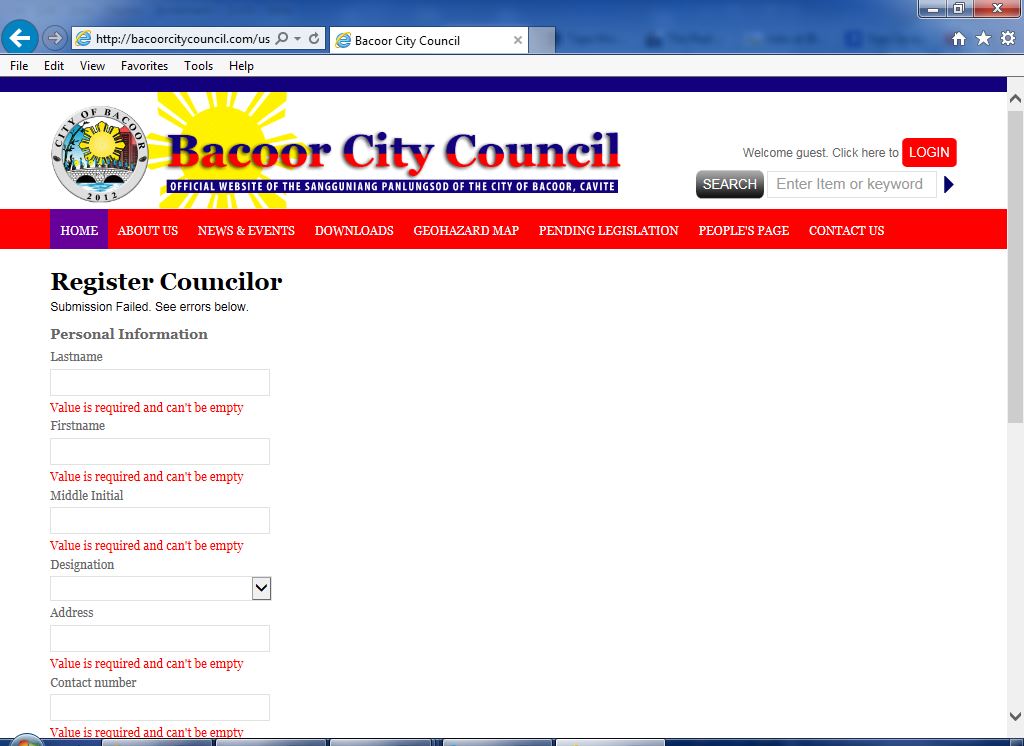 http://bacoorcitycouncil.com/us
Bacoor City Council
File Edit View Favorites Tools Help
CITY OF BACOOR
2012
Bacoor City Council
OFFICIAL WEBSITE OF THE SANGGUNIANG PANLUNGSOD OF THE CITY OF BACOOR, CAVITE
Welcome guest. Click here to LOGIN
SEARCH Enter Item or keyword
HOME ABOUT US NEWS & EVENTS DOWNLOADS GEOHAZARD MAP PENDING LEGISLATION PEOPLE'S PAGE CONTACT US
Register Councilor
Submission Failed. See errors below.
Personal Information
Lastname
Value is required and can't be empty
Firstname
Value is required and can't be empty
Middle Initial
Value is required and can't be empty
Designation
Address
Value is required and can't be empty
Contact number
Value is required and can't be empty